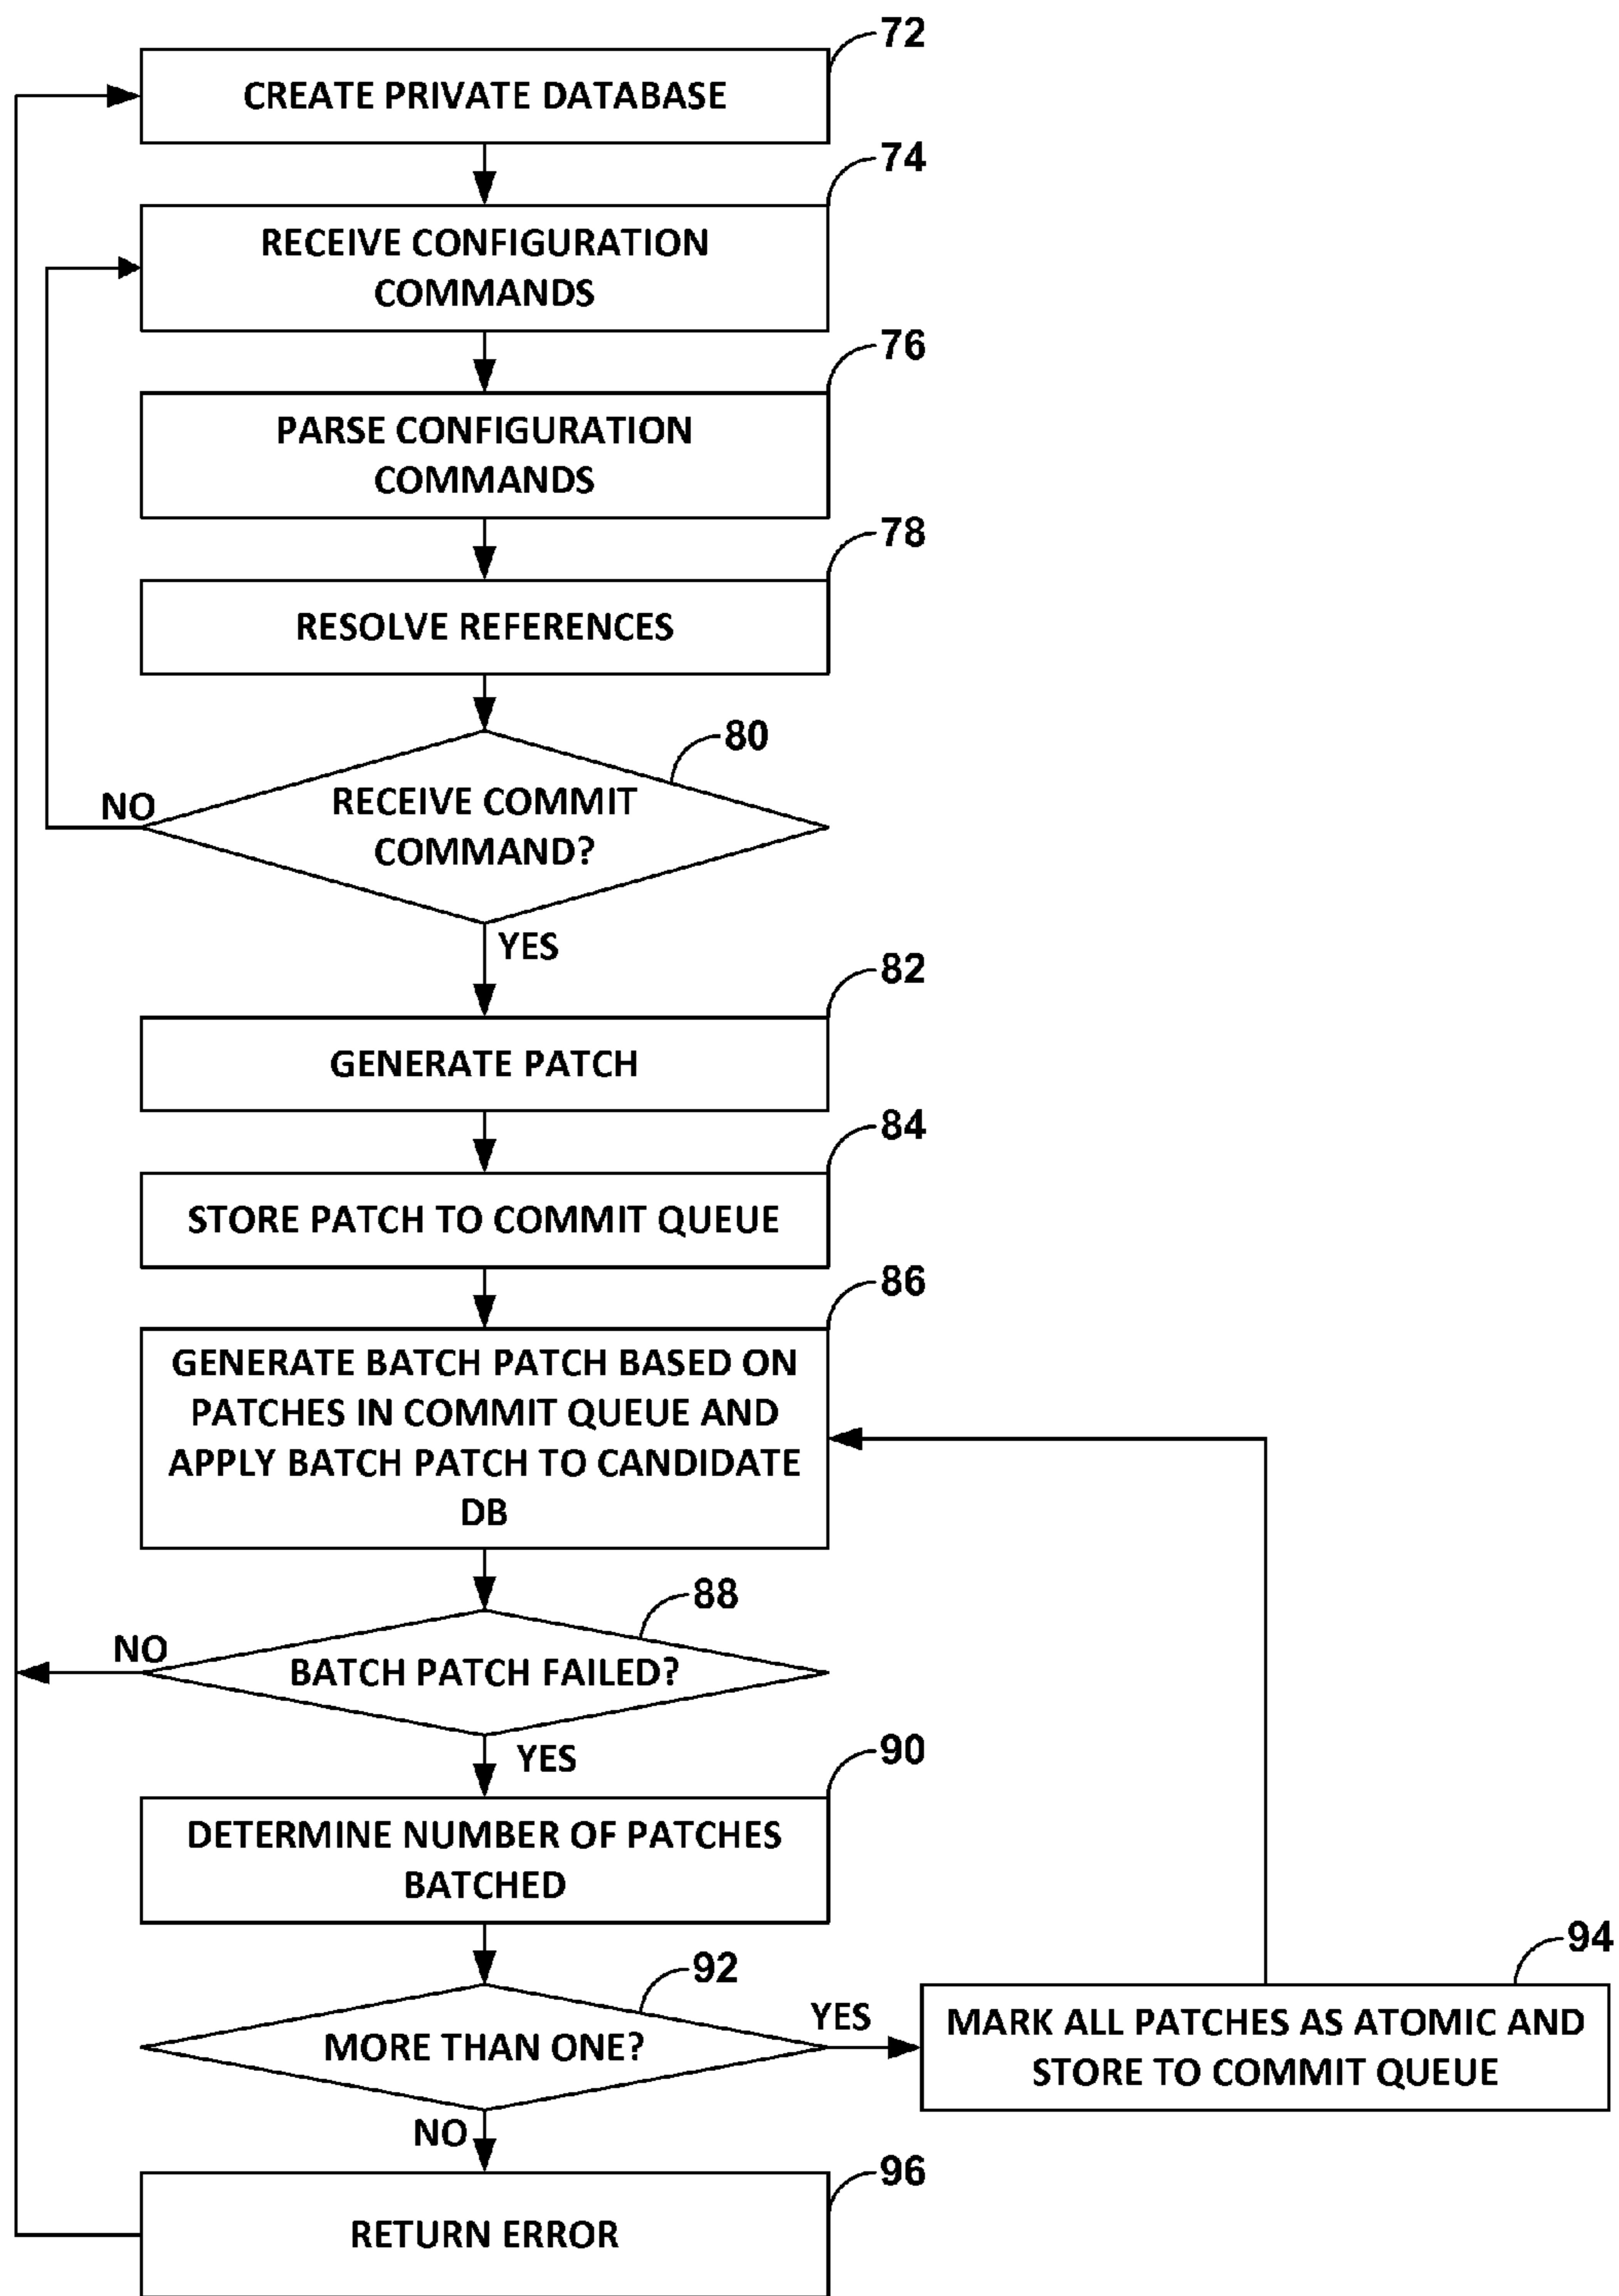 72
CREATE PRIVATE DATABASE
74
RECEIVE CONFIGURATION
COMMANDS
76
PARSE CONFIGURATION
COMMANDS
78
RESOLVE REFERENCES
80
RECEIVE COMMIT
COMMAND?
NO
YES
82
GENERATE PATCH
84
STORE PATCH TO COMMIT QUEUE
86
GENERATE BATCH PATCH BASED ON
PATCHES IN COMMIT QUEUE AND
APPLY BATCH PATCH TO CANDIDATE
DB
88
NO
BATCH PATCH FAILED?
YES
90
DETERMINE NUMBER OF PATCHES
BATCHED
92
MORE THAN ONE?
YES
94
MARK ALL PATCHES AS ATOMIC AND
STORE TO COMMIT QUEUE
NO
96
RETURN ERROR